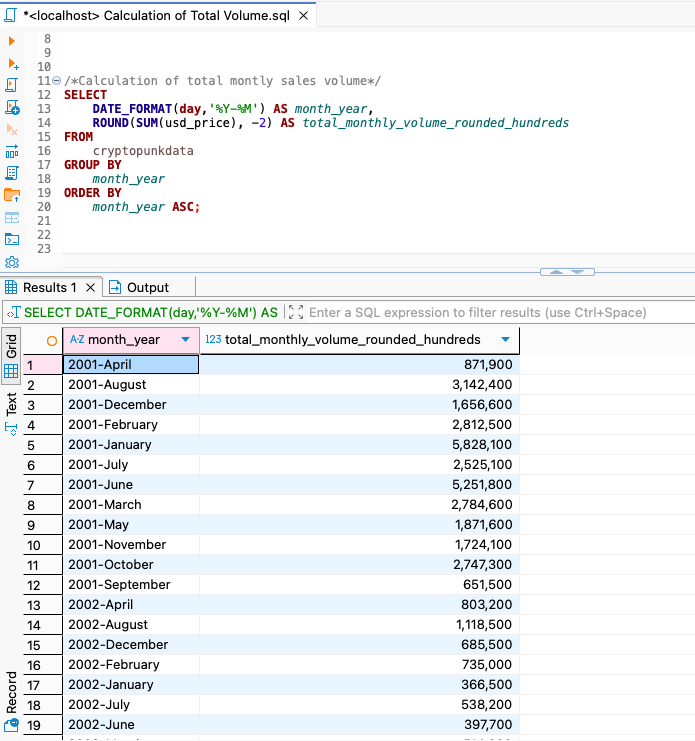 *<localhost> Calculation of Total Volume.sql
8
9
10
11 /*Calculation of total montly sales volume*/
12 SELECT
13 DATE_FORMAT(day,'%Y-%M') AS month_year,
14 ROUND(SUM(usd_price), -2) AS total_monthly_volume_rounded_hundreds
15 FROM
16 cryptopunkdata
17 GROUP BY
18 month_year
19 ORDER BY
20 month_year ASC;
21
22
23
Results 1 Output
SELECT DATE_FORMAT(day,'%Y-%M') AS Enter a SQL expression to filter results (use Ctrl+Space)
Grid
Text
Record
A-Z month_year 123 total_monthly_volume_rounded_hundreds
1 2001-April 871,900
2 2001-August 3,142,400
3 2001-December 1,656,600
4 2001-February 2,812,500
5 2001-January 5,828,100
6 2001-July 2,525,100
7 2001-June 5,251,800
8 2001-March 2,784,600
9 2001-May 1,871,600
10 2001-November 1,724,100
11 2001-October 2,747,300
12 2001-September 651,500
13 2002-April 803,200
14 2002-August 1,118,500
15 2002-December 685,500
16 2002-February 735,000
17 2002-January 366,500
18 2002-July 538,200
19 2002-June 397,700